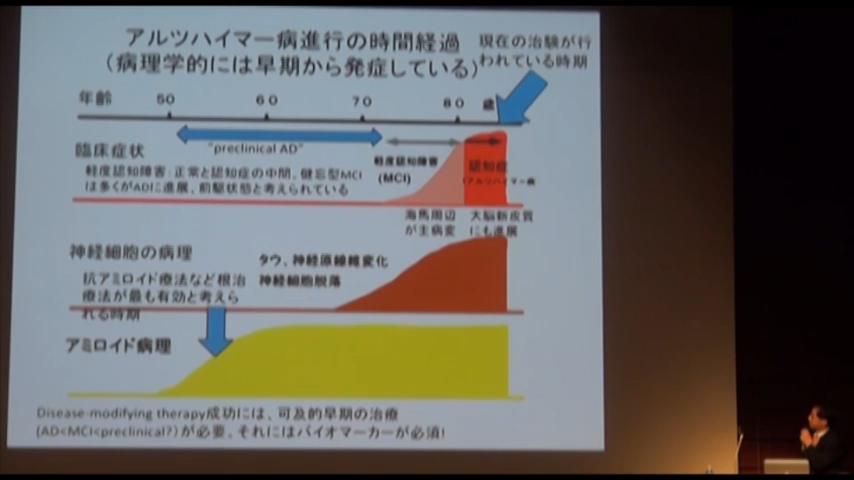 アルツハイマー病進行の時間経過
(病理学的には早期から発症している)
現在の治験が行
われている時期
年齢 50 60 70 80 歳
"preclinical AD"
臨床症状
軽度認知障害:正常と認知症の中間、健忘型MCI
は多くがADに進展、前駆状態と考えられている
軽度認知障害
(MCI)
認知症
(アルツハイマー病
海馬周辺
が主病変
大脳新皮質
にも進展
神経細胞の病理
タウ、神経原線維変化
神経細胞脱落
抗アミロイド療法など根治
療法が最も有効と考えら
れる時期
アミロイド病理
Disease-modifying therapy成功には、可及的早期の治療
(AD<MCI<preclinical?)が必要、それにはバイオマーカーが必須!